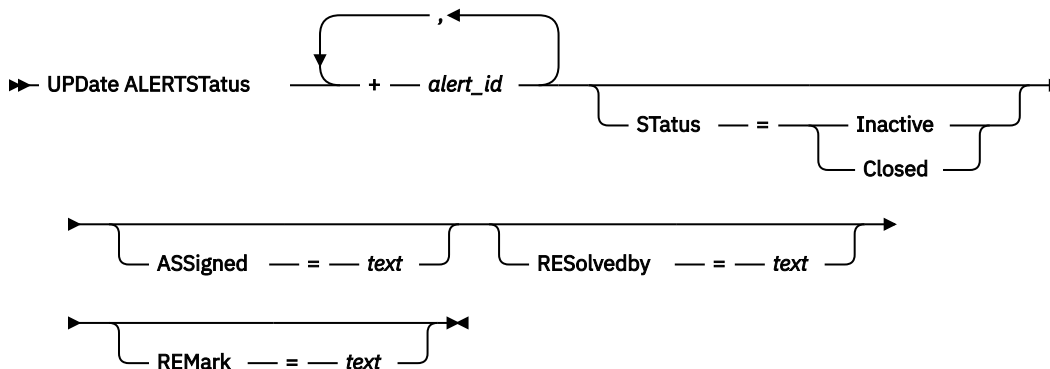 ,
UPDate ALERTSTatus + alert_id
STatus = Inactive
Closed
ASSigned = text RESolvedby = text
REMark = text